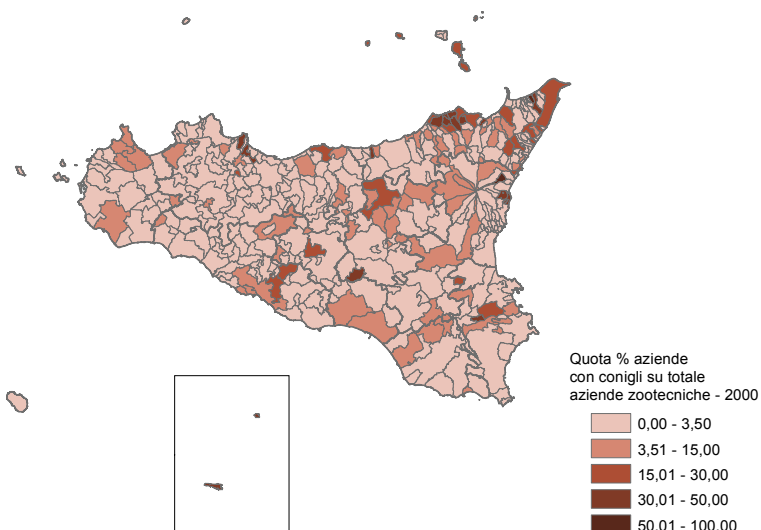 Quota % aziende
con conigli su totale
aziende zootecniche - 2000
0,00 - 3,50
3,51 - 15,00
15,01 - 30,00
30,01 - 50,00
50,01 - 100,00